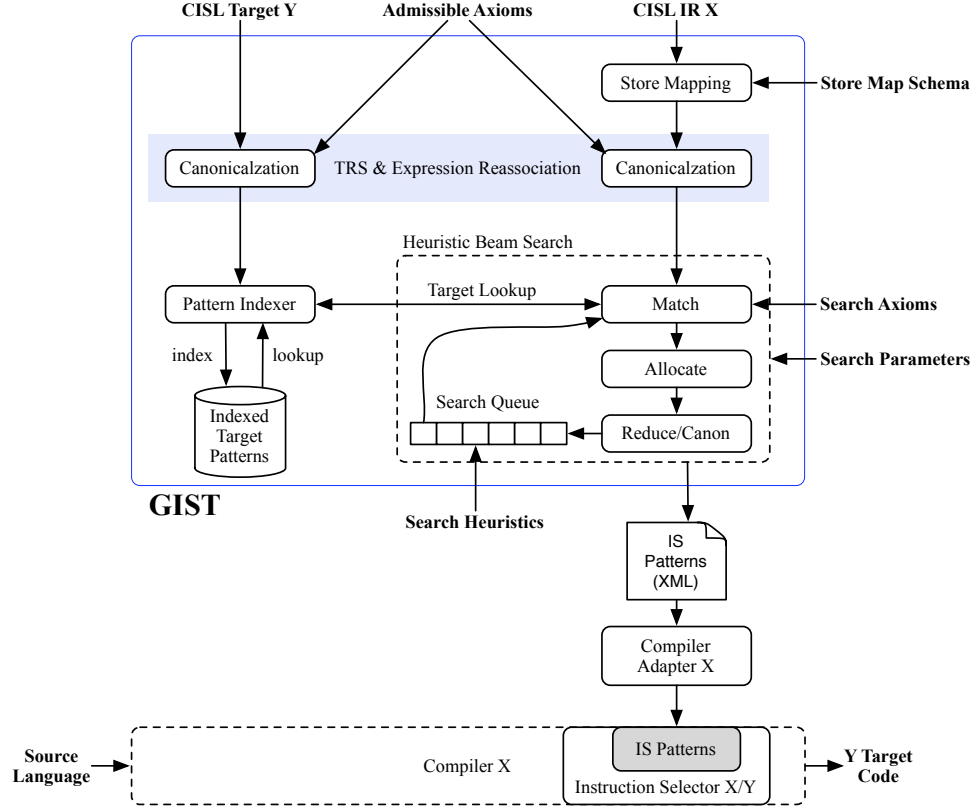 CISL Target Y
Admissible Axioms
CISL IR X
Store Mapping
Store Map Schema
Canonicalzation
TRS & Expression Reassociation
Canonicalzation
Heuristic Beam Search
Pattern Indexer
Target Lookup
Match
Search Axioms
index
lookup
Allocate
Search Parameters
Search Queue
Indexed
Target
Patterns
Reduce/Canon
GIST
Search Heuristics
IS
Patterns
(XML)
Compiler
Adapter X
Source
Language
Compiler X
IS Patterns
Instruction Selector X/Y
Y Target
Code